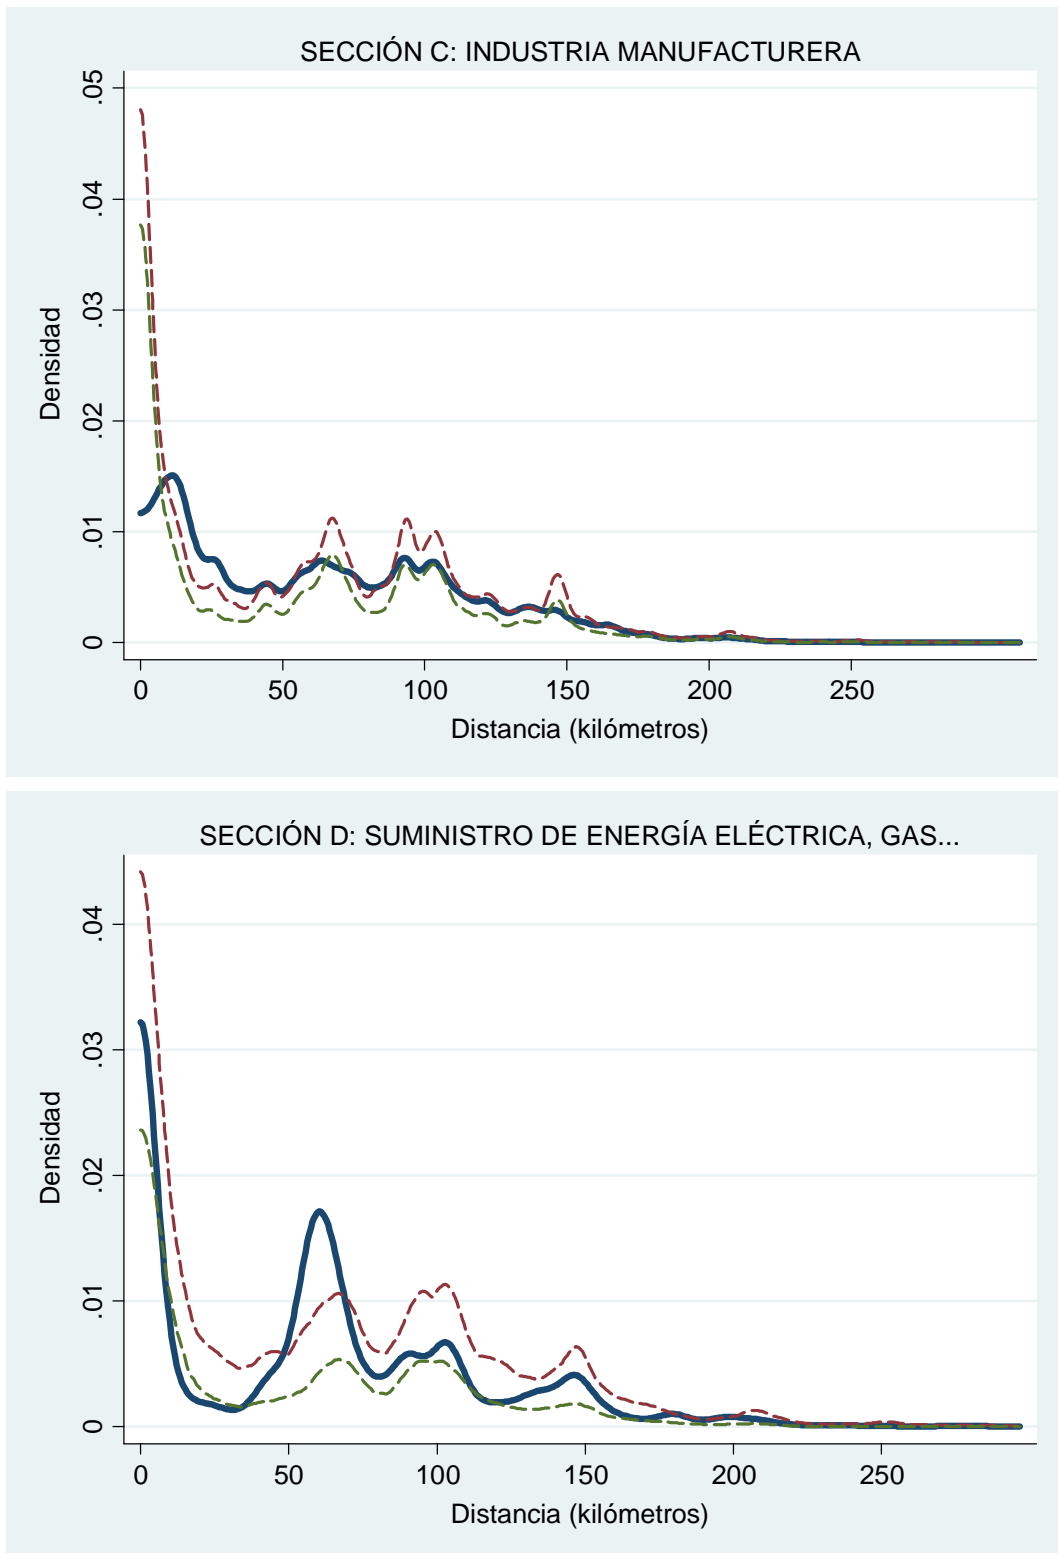 SECCIÓN C: INDUSTRIA MANUFACTURERA
.05
.04
.03
.02
.01
0
Densidad
0 50 100 150 200 250
Distancia (kilómetros)
SECCIÓN D: SUMINISTRO DE ENERGÍA ELÉCTRICA, GAS...
.04
.03
.02
.01
0
Densidad
0 50 100 150 200 250
Distancia (kilómetros)